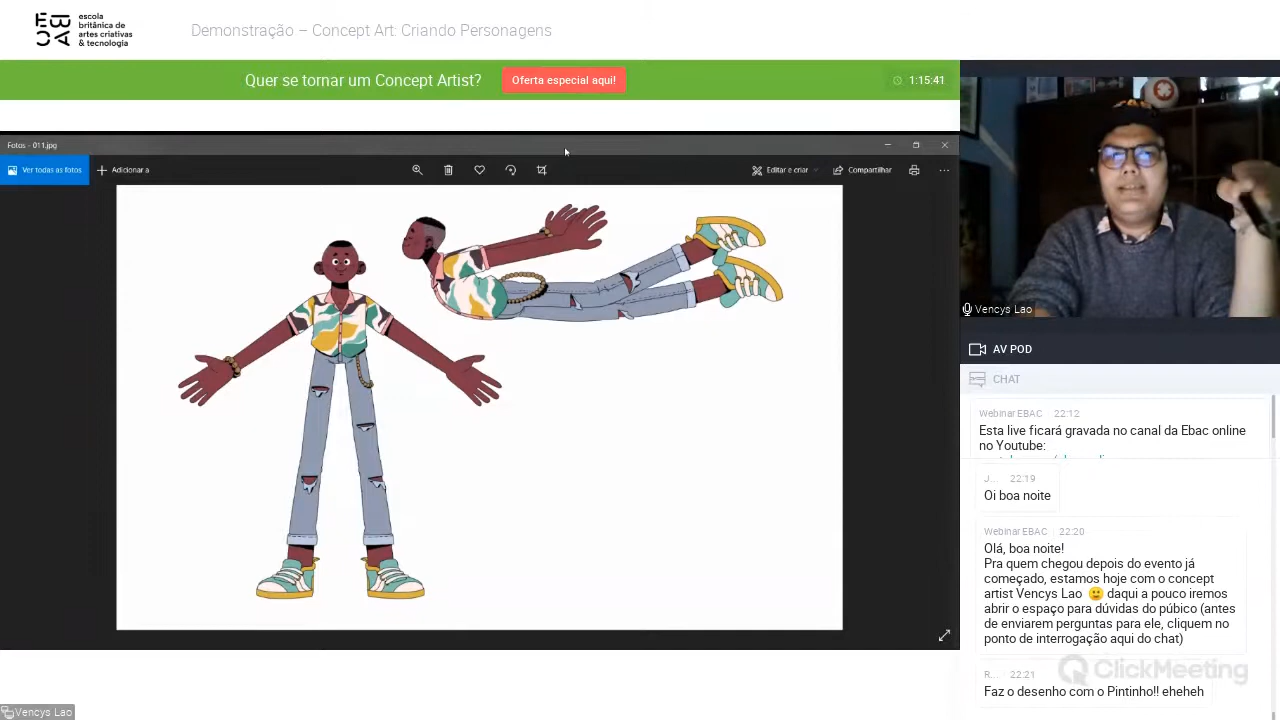 EBAC
escola
britânica de
artes criativas
& tecnologia
Demonstração – Concept Art: Criando Personagens
Quer se tornar um Concept Artist?
Oferta especial aqui!
1:15:41
Fotos - 011.jpg
Ver todas as fotos
Adicionar a
Editar e criar
Compartilhar
Vencys Lao
AV POD
CHAT
Webinar EBAC 22:12
Esta live ficará gravada no canal da Ebac online
no Youtube:
J... 22:19
Oi boa noite
Webinar EBAC 22:20
Olá, boa noite!
Pra quem chegou depois do evento já
começado, estamos hoje com o concept
artist Vencys Lao 🙂 daqui a pouco iremos
abrir o espaço para dúvidas do púbico (antes
de enviarem perguntas para ele, cliquem no
ponto de interrogação aqui do chat)
ClickMeeting
R... 22:21
Faz o desenho com o Pintinho!! eheheh
Vencys Lao